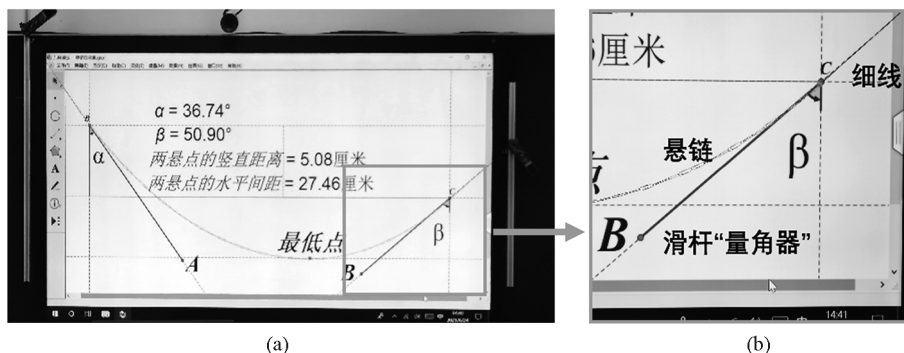 α = 36.74°
β = 50.90°
两悬点的竖直距离 = 5.08厘米
两悬点的水平间距 = 27.46厘米
B
α
A
最低点
C
β
B
厘米
C
细线
悬链
β
B
滑杆“量角器”
14:41
(a)
(b)